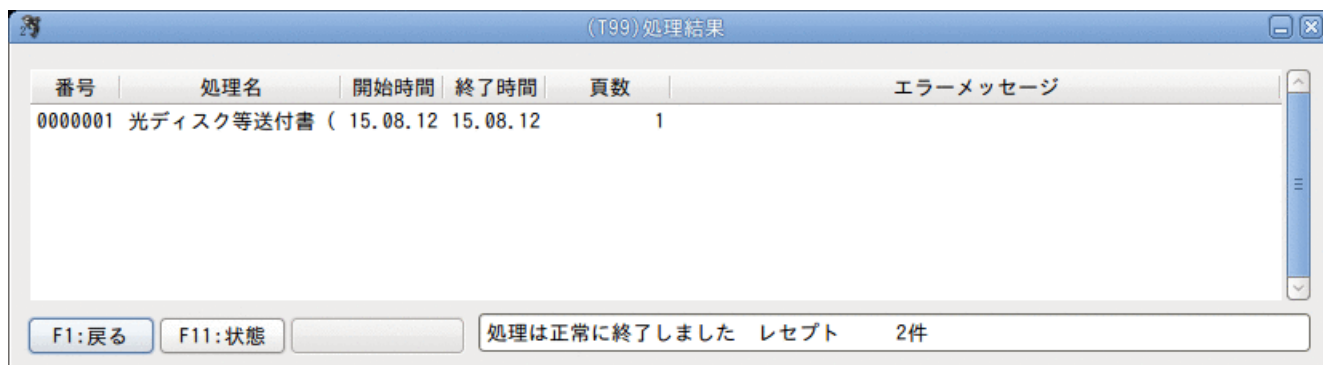 (T99)処理結果
番号 処理名 開始時間 終了時間 頁数 エラーメッセージ
0000001 光ディスク等送付書 ( 15.08.12 15.08.12 1
F1:戻る F11:状態 処理は正常に終了しました レセプト 2件